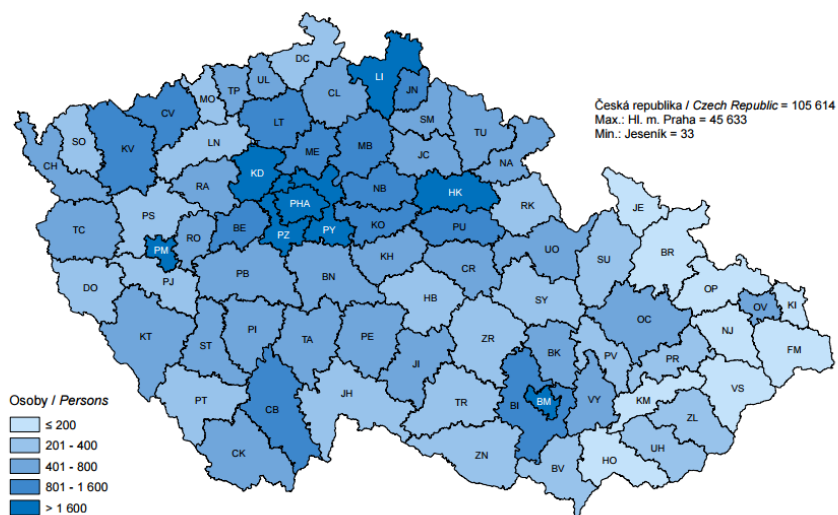 DC
LI
UL
TP
MO
CL
JN
CV
SM
LT
TU
SO
KV
LN
ME
MB
JC
NA
CH
RA
KD
NB
HK
PHA
RK
JE
PS
TC
RO
BE
PZ
PY
KO
PU
BR
PM
UO
SU
KH
CR
PJ
PB
BN
OP
DO
HB
SY
OV
KI
OC
KT
ST
PI
TA
PE
ZR
BK
PV
PR
NJ
FM
JI
VS
PT
CB
JH
TR
BI
BM
VY
KM
ZL
CK
ZN
BV
HO
UH
Česká republika / Czech Republic = 105 614
Max.: Hl. m. Praha = 45 633
Min.: Jeseník = 33
Osoby / Persons
≤ 200
201 - 400
401 - 800
801 - 1 600
> 1 600